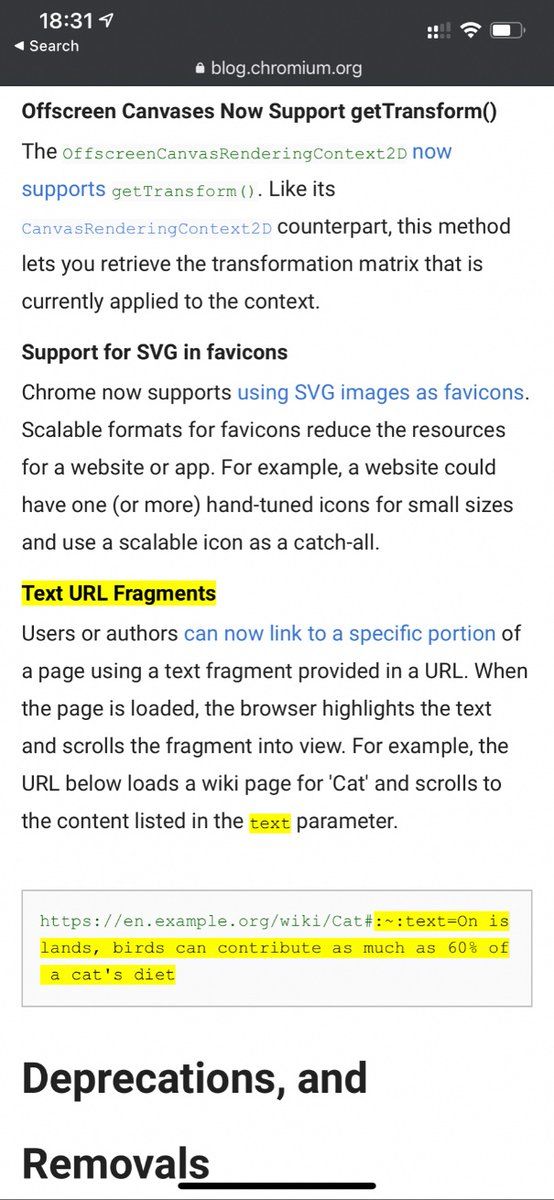 18:31
◀ Search
blog.chromium.org
Offscreen Canvases Now Support getTransform()
The OffscreenCanvasRenderingContext2D now
supports getTransform(). Like its
CanvasRenderingContext2D counterpart, this method
lets you retrieve the transformation matrix that is
currently applied to the context.
Support for SVG in favicons
Chrome now supports using SVG images as favicons.
Scalable formats for favicons reduce the resources
for a website or app. For example, a website could
have one (or more) hand-tuned icons for small sizes
and use a scalable icon as a catch-all.
Text URL Fragments
Users or authors can now link to a specific portion of
a page using a text fragment provided in a URL. When
the page is loaded, the browser highlights the text
and scrolls the fragment into view. For example, the
URL below loads a wiki page for 'Cat' and scrolls to
the content listed in the text parameter.
https://en.example.org/wiki/Cat#:~:text=On is
lands, birds can contribute as much as 60% of
a cat's diet
Deprecations, and
Removals